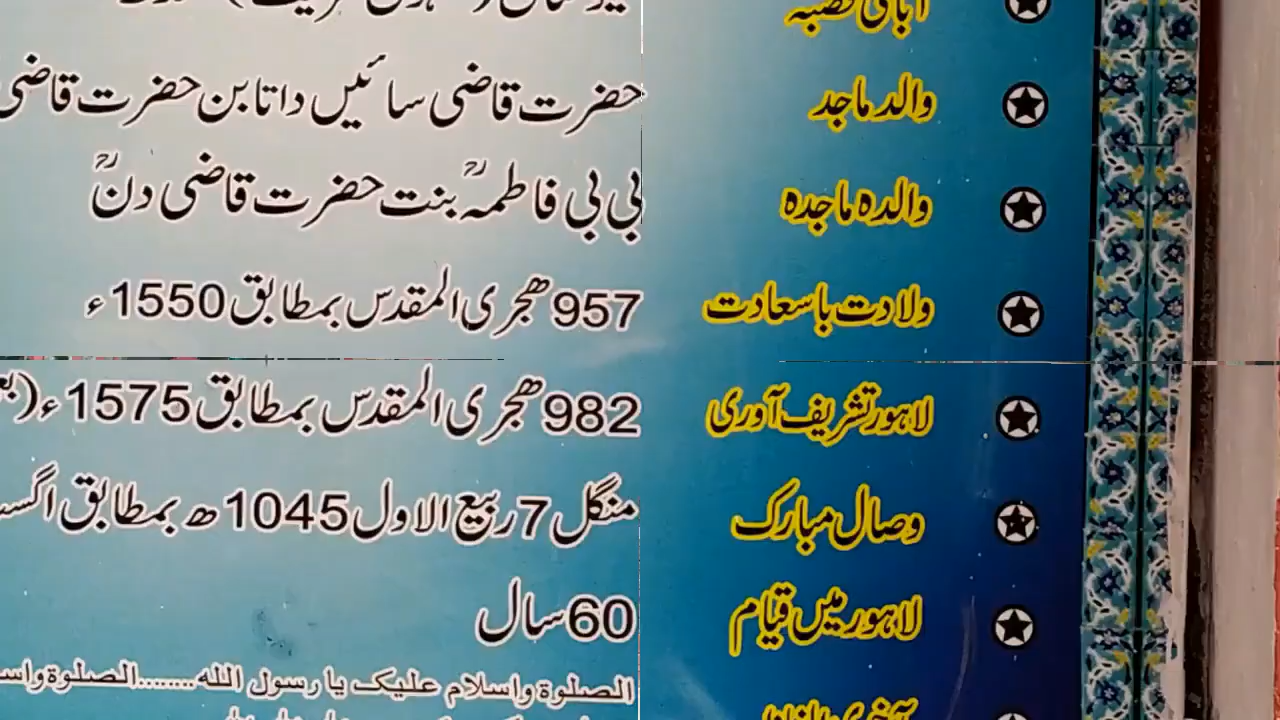 آبائی قصبہ
والد ماجد حضرت قاضی سائیں داتا بن حضرت قاضی
والدہ ماجدہ بی بی فاطمہؒ بنت حضرت قاضی دنؒ
ولادت باسعادت 957 ھجری المقدس بمطابق 1550ء
لاہور تشریف آوری 982 ھجری المقدس بمطابق 1575ء (
وصال مبارک منگل 7 ربیع الاول 1045ھ بمطابق
لاہور میں قیام 60 سال
الصلوۃ واسلام علیک یا رسول اللہ.........الصلوۃ